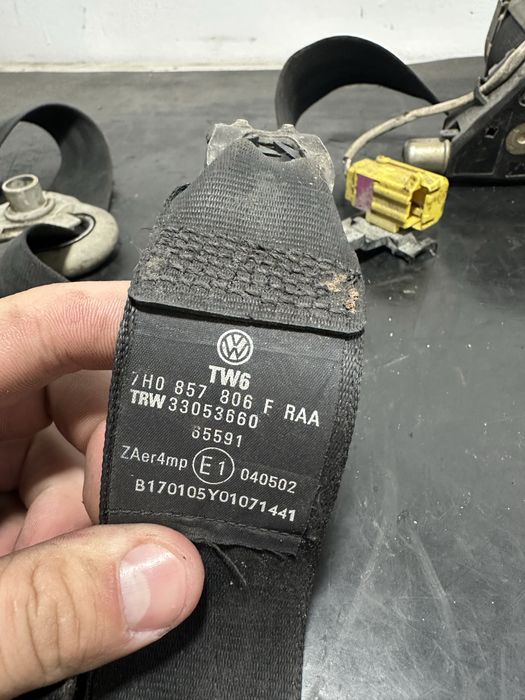 TW6
7H0 857 806 F RAA
TRW 33053660
65591
ZAer4mp E1 040502
B170105Y01071441